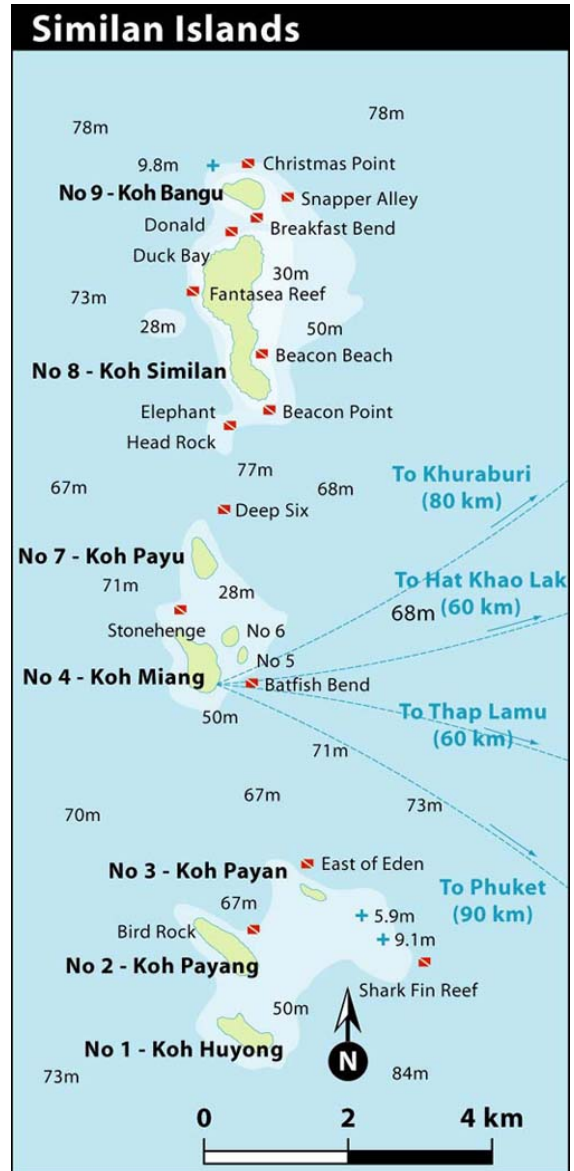 Similan Islands
78m
78m
9.8m
Christmas Point
No 9 - Koh Bangu
Snapper Alley
Donald
Duck Bay
Breakfast Bend
30m
73m
Fantasea Reef
28m
50m
Beacon Beach
No 8 - Koh Similan
Elephant
Head Rock
Beacon Point
77m
67m
68m
To Khuraburi
(80 km)
Deep Six
No 7 - Koh Payu
71m
28m
To Hat Khao Lak
(60 km)
68m
Stonehenge
No 6
No 5
No 4 - Koh Miang
Batfish Bend
50m
To Thap Lamu
(60 km)
71m
67m
73m
70m
East of Eden
No 3 - Koh Payan
To Phuket
(90 km)
67m
5.9m
Bird Rock
9.1m
No 2 - Koh Payang
Shark Fin Reef
50m
No 1 - Koh Huyong
N
73m
84m
0 2 4 km